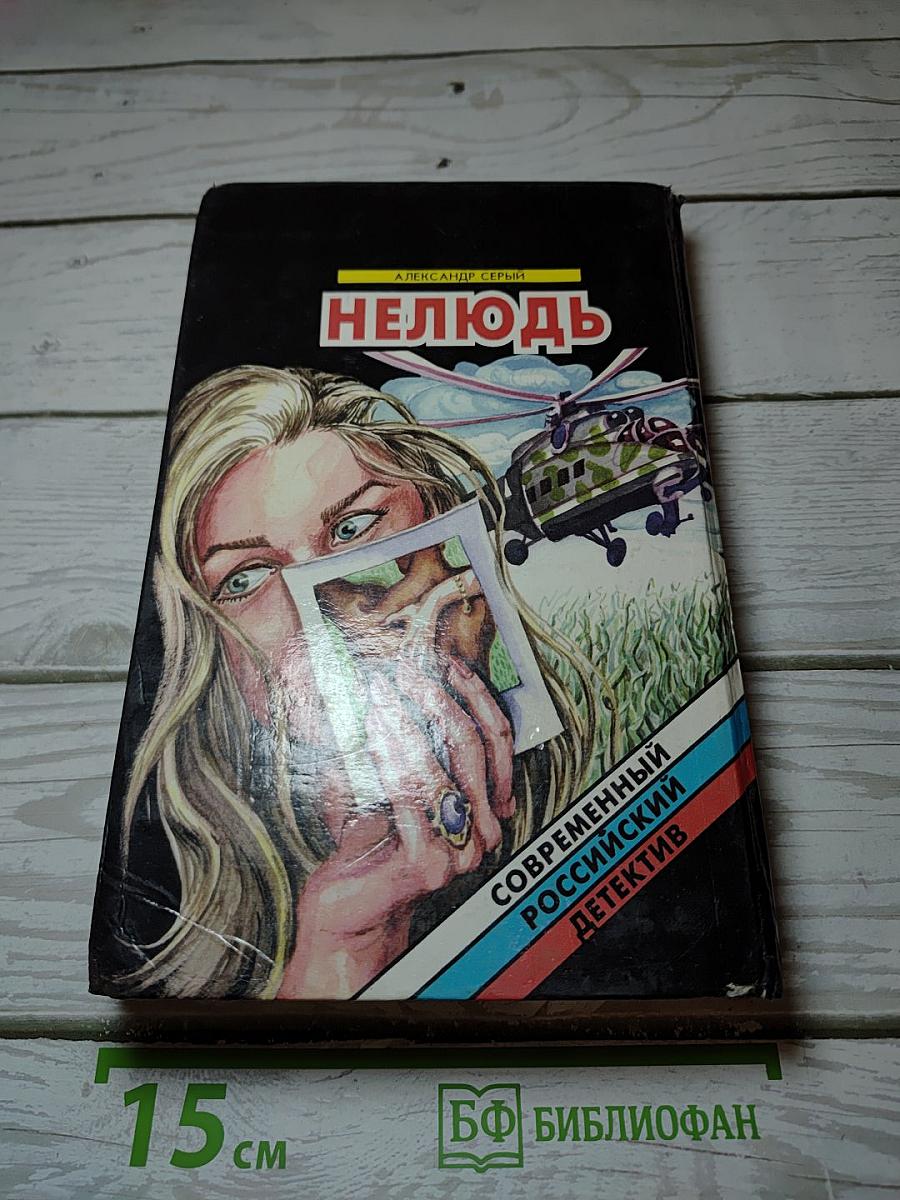 АЛЕКСАНДР СЕРЫЙ
НЕЛЮДЬ
СОВРЕМЕННЫЙ
РОССИЙСКИЙ
ДЕТЕКТИВ
15 см
БФ БИБЛИОФАН